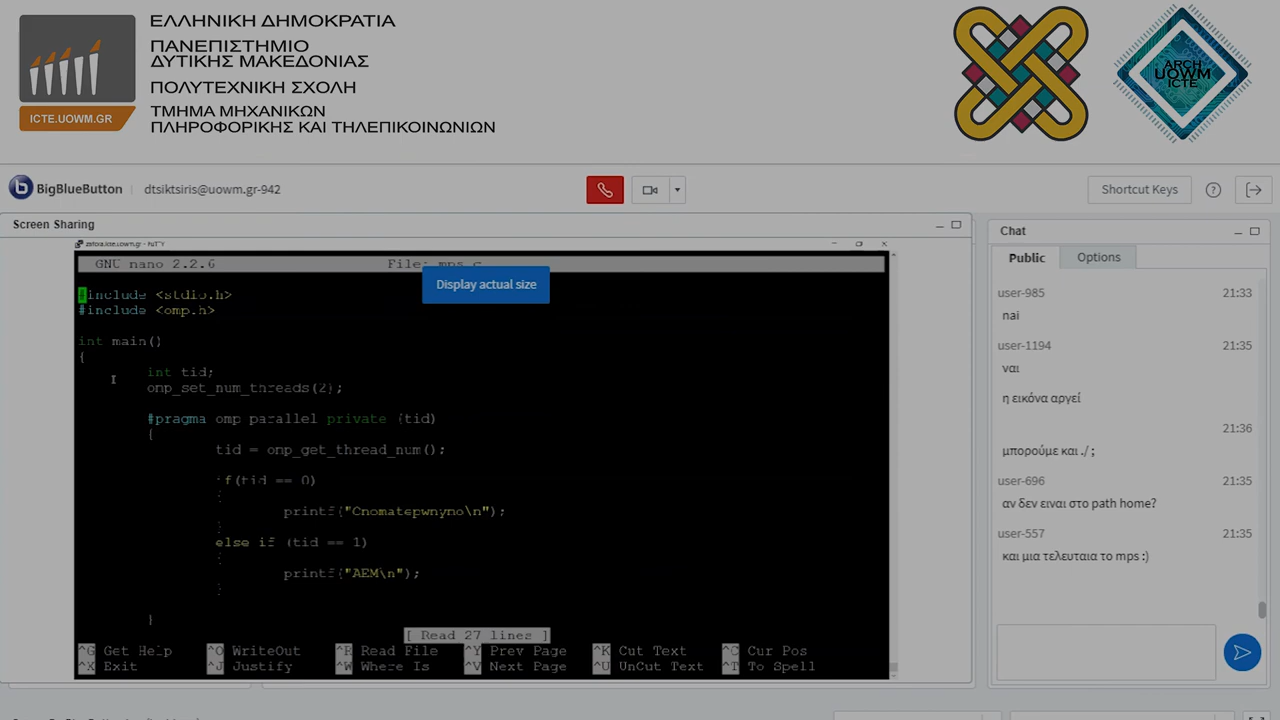 ΕΛΛΗΝΙΚΗ ΔΗΜΟΚΡΑΤΙΑ
ΠΑΝΕΠΙΣΤΗΜΙΟ
ΔΥΤΙΚΗΣ ΜΑΚΕΔΟΝΙΑΣ
ΠΟΛΥΤΕΧΝΙΚΗ ΣΧΟΛΗ
ΤΜΗΜΑ ΜΗΧΑΝΙΚΩΝ
ΠΛΗΡΟΦΟΡΙΚΗΣ ΚΑΙ ΤΗΛΕΠΙΚΟΙΝΩΝΙΩΝ
ICTE.UOWM.GR
ARCH
UOWM
ICTE
BigBlueButton dtsiktsiris@uowm.gr-942
Shortcut Keys
Screen Sharing
GNU nano 2.2.6 File: mps.c
Display actual size
#include <stdio.h>
#include <omp.h>
int main()
{
int tid;
omp_set_num_threads(2);
#pragma omp parallel private (tid)
{
tid = omp_get_thread_num();
if(tid == 0)
printf("Onomatepwnymo\n");
else if (tid == 1)
printf("AEM\n");
}
[ Read 27 lines ]
^G Get Help ^O WriteOut ^R Read File ^Y Prev Page ^K Cut Text ^C Cur Pos
^X Exit ^J Justify ^W Where Is ^V Next Page ^U UnCut Text ^T To Spell
Chat
Public Options
user-985 21:33
nai
user-1194 21:35
ναι
η εικόνα αργεί
21:36
μπορούμε και ./ ;
user-696 21:35
αν δεν ειναι στο path home?
user-557 21:35
και μια τελευταια το mps :)